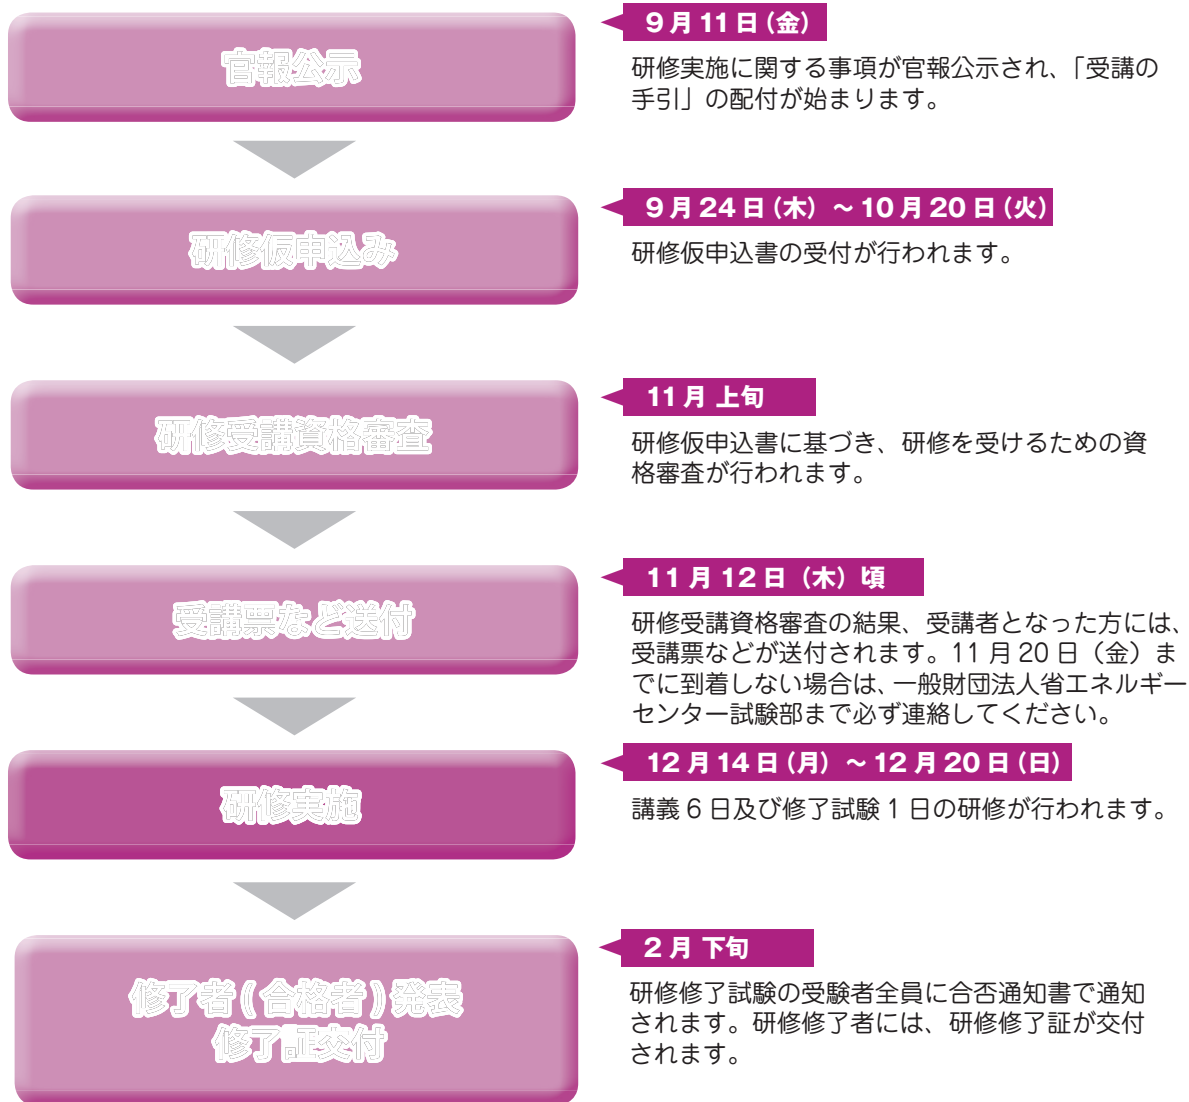 官報公示
9月11日(金)
研修実施に関する事項が官報公示され、「受講の
手引」の配付が始まります。
研修仮申込み
9月24日(木)~10月20日(火)
研修仮申込書の受付が行われます。
研修受講資格審査
11月 上旬
研修仮申込書に基づき、研修を受けるための資
格審査が行われます。
受講票など送付
11月12日(木)頃
研修受講資格審査の結果、受講者となった方には、
受講票などが送付されます。11月20日(金)ま
でに到着しない場合は、一般財団法人省エネルギー
センター試験部まで必ず連絡してください。
研修実施
12月14日(月)~12月20日(日)
講義6日及び修了試験1日の研修が行われます。
修了者(合格者)発表
修了証交付
2月 下旬
研修修了試験の受験者全員に合否通知書で通知
されます。研修修了者には、研修修了証が交付
されます。